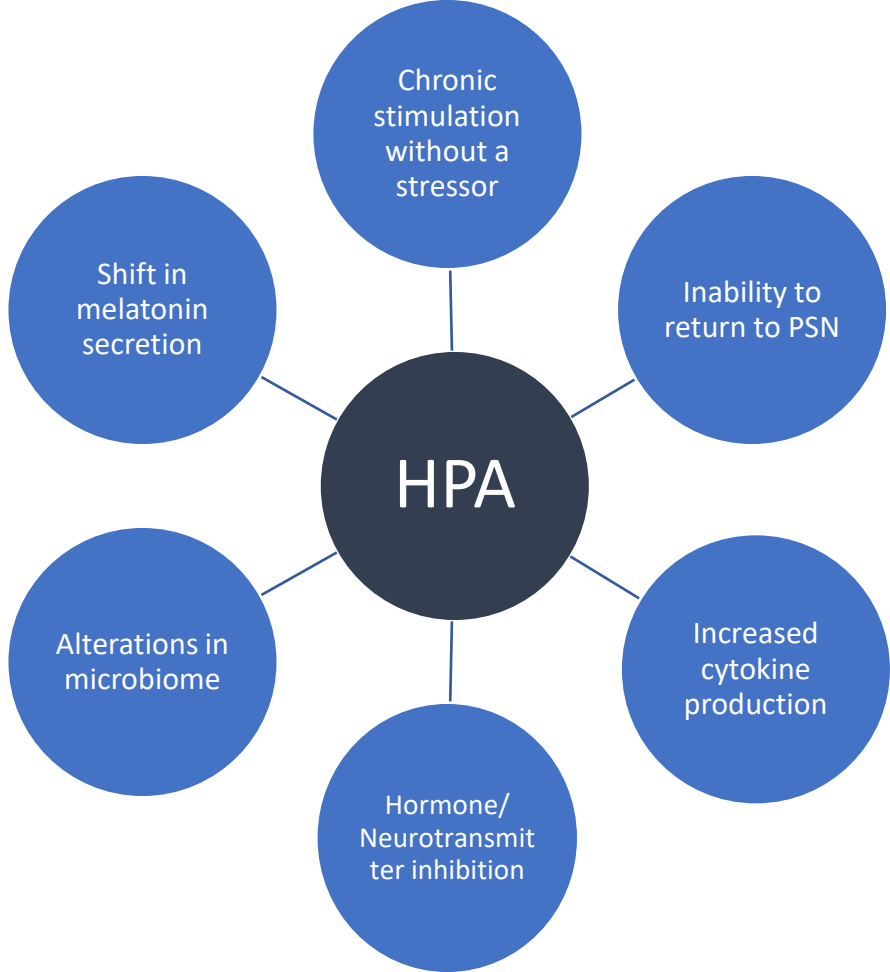 Chronic
stimulation
without a
stressor
Shift in
melatonin
secretion
Inability to
return to PSN
HPA
Alterations in
microbiome
Increased
cytokine
production
Hormone/
Neurotransmit
ter inhibition